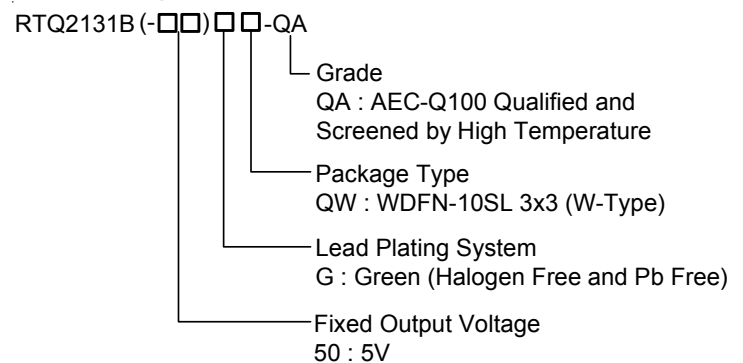 RTQ2131B (-□□) □ □ -QA
Grade
QA : AEC-Q100 Qualified and
Screened by High Temperature
Package Type
QW : WDFN-10SL 3x3 (W-Type)
Lead Plating System
G : Green (Halogen Free and Pb Free)
Fixed Output Voltage
50 : 5V